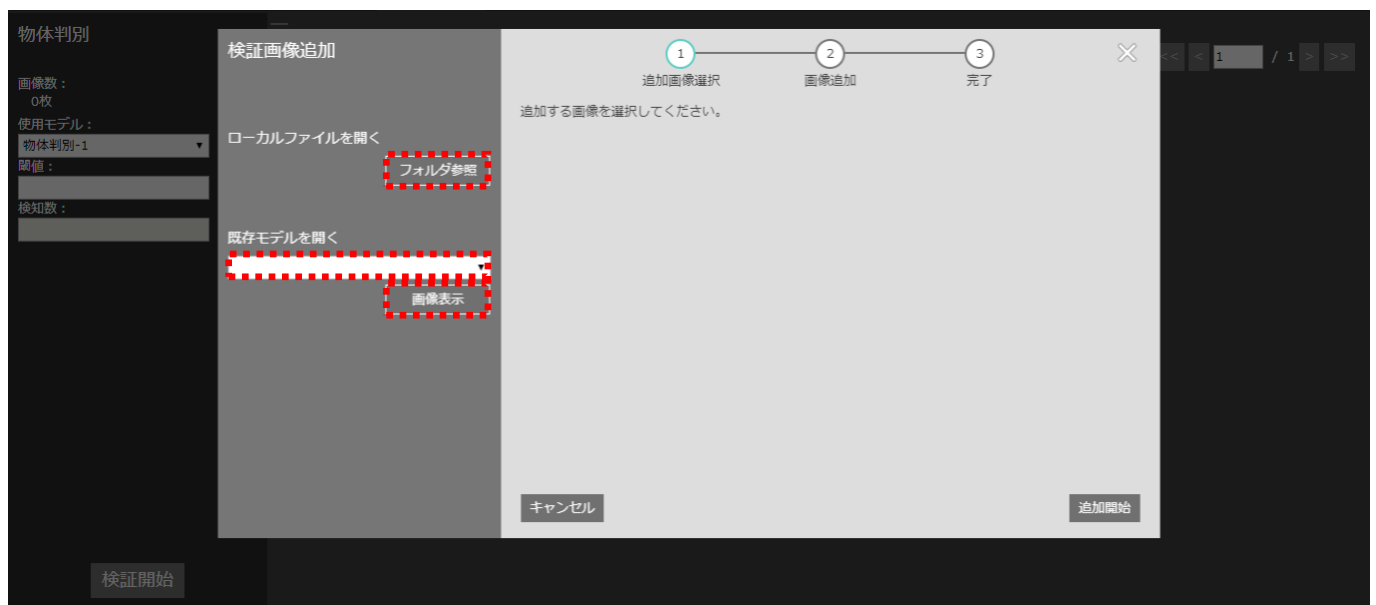 物体判別
画像数：
0枚
使用モデル：
物体判別-1
閾値：
検知数：
検証開始
検証画像追加
ローカルファイルを開く
フォルダ参照
既存モデルを開く
画像表示
1 2 3
追加画像選択 画像追加 完了
追加する画像を選択してください。
キャンセル 追加開始
<< < 1 / 1 > >>